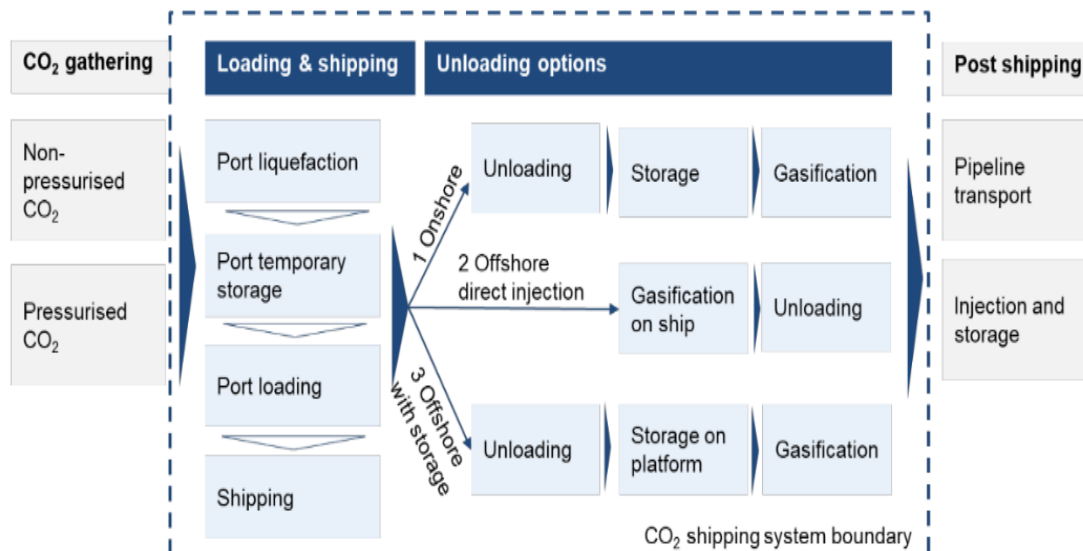 CO₂ gathering
Loading & shipping
Unloading options
Post shipping
Non-
pressurised
CO₂
Pressurised
CO₂
Port liquefaction
Port temporary
storage
Port loading
Shipping
1 Onshore
Unloading
Storage
Gasification
2 Offshore
direct injection
Gasification
on ship
Unloading
3 Offshore
with storage
Unloading
Storage on
platform
Gasification
Pipeline
transport
Injection and
storage
CO₂ shipping system boundary